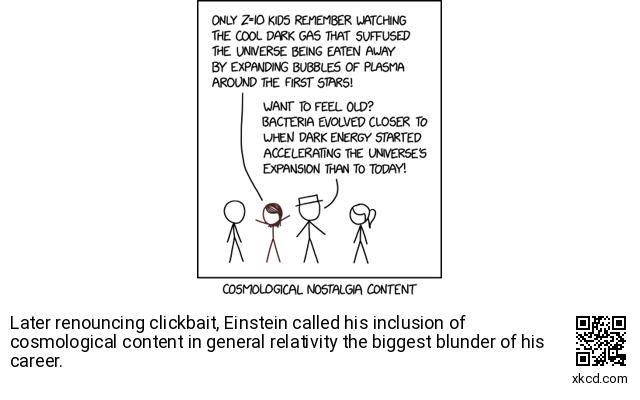 ONLY Z=10 KIDS REMEMBER WATCHING
THE COOL DARK GAS THAT SUFFUSED
THE UNIVERSE BEING EATEN AWAY
BY EXPANDING BUBBLES OF PLASMA
AROUND THE FIRST STARS!
WANT TO FEEL OLD?
BACTERIA EVOLVED CLOSER TO
WHEN DARK ENERGY STARTED
ACCELERATING THE UNIVERSE'S
EXPANSION THAN TO TODAY!
COSMOLOGICAL NOSTALGIA CONTENT
Later renouncing clickbait, Einstein called his inclusion of
cosmological content in general relativity the biggest blunder of his
career.
xkcd.com